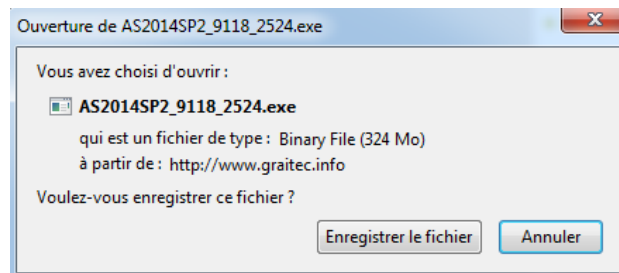 Ouverture de AS2014SP2_9118_2524.exe
Vous avez choisi d'ouvrir :
AS2014SP2_9118_2524.exe
qui est un fichier de type : Binary File (324 Mo)
à partir de : http://www.graitec.info
Voulez-vous enregistrer ce fichier ?
Enregistrer le fichier Annuler